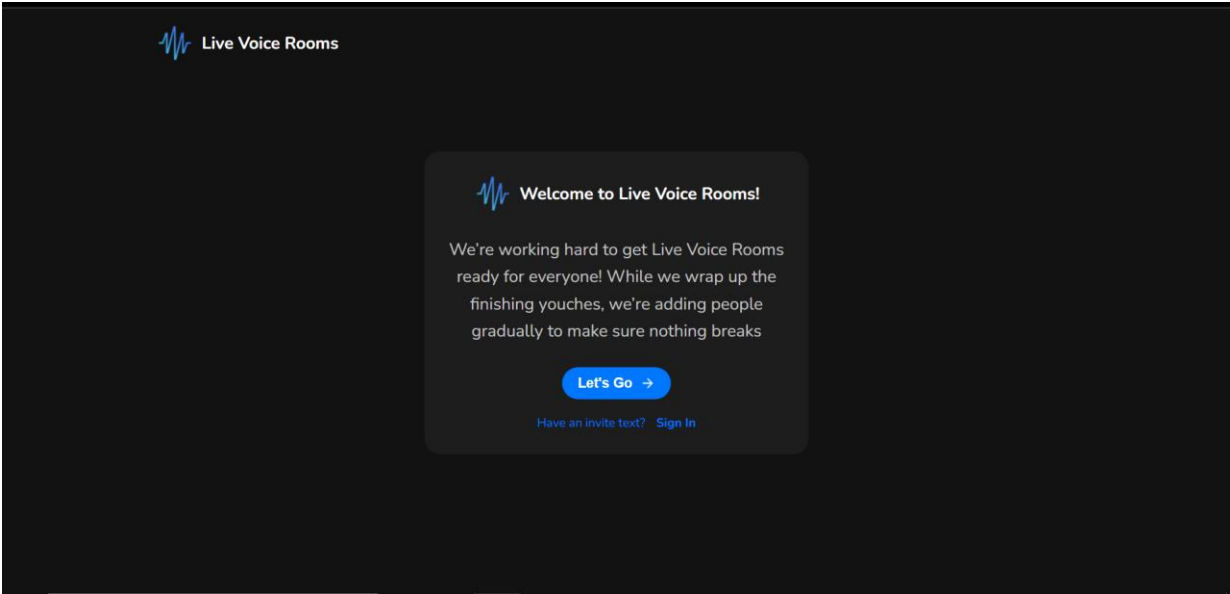 Live Voice Rooms
Welcome to Live Voice Rooms!
We're working hard to get Live Voice Rooms
ready for everyone! While we wrap up the
finishing youches, we're adding people
gradually to make sure nothing breaks
Let's Go →
Have an invite text? Sign In